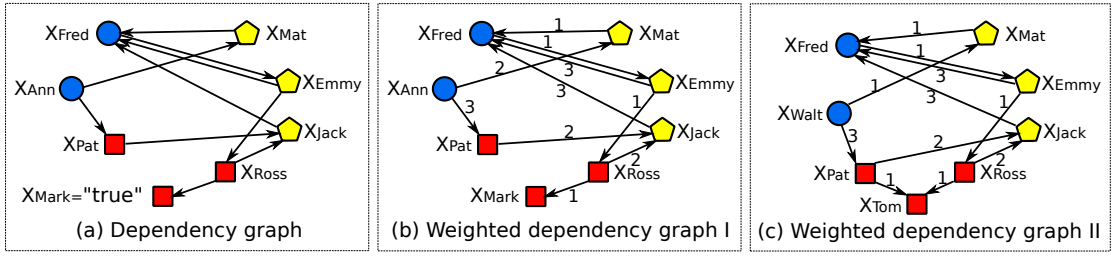 XFred
XMat
XAnn
XEmmy
XPat
XJack
XRoss
XMark="true"
(a) Dependency graph
XFred
1
XMat
1
2
3
XAnn
3
XEmmy
3
1
XPat
2
XJack
2
XRoss
XMark
1
(b) Weighted dependency graph I
XFred
1
XMat
1
3
1
XEmmy
3
XWalt
1
3
2
XJack
2
XPat
1
1
XRoss
XTom
(c) Weighted dependency graph II